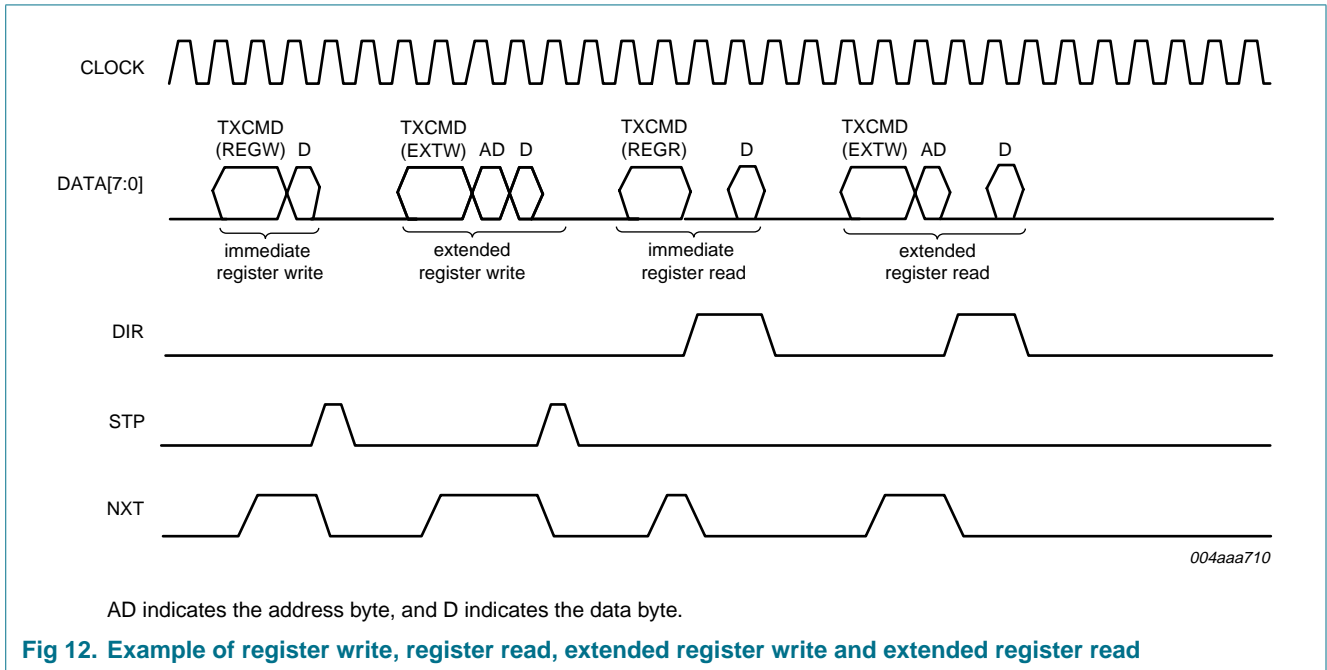 CLOCK
TXCMD
(REGW) D
TXCMD
(EXTW) AD D
TXCMD
(REGR) D
TXCMD
(EXTW) AD D
DATA[7:0]
immediate
register write
extended
register write
immediate
register read
extended
register read
DIR
STP
NXT
004aaa710
AD indicates the address byte, and D indicates the data byte.
Fig 12. Example of register write, register read, extended register write and extended register read